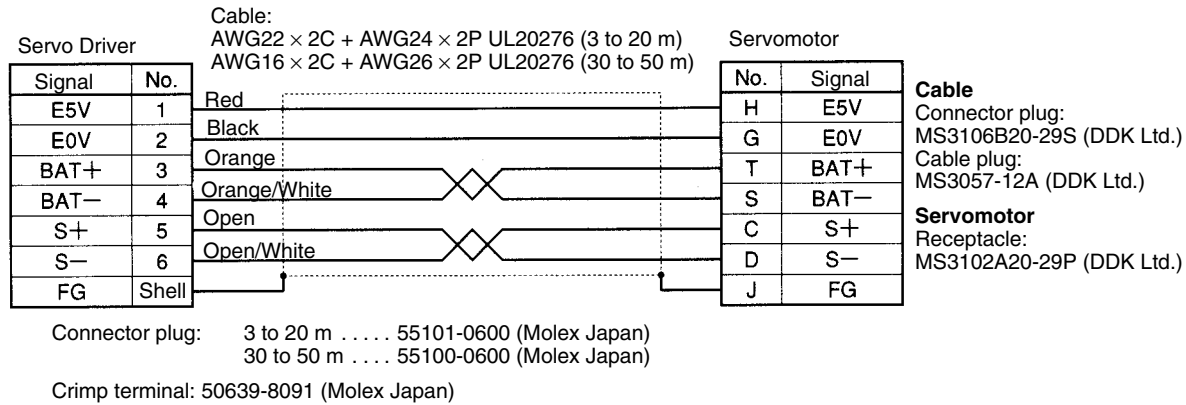 Cable:
AWG22 × 2C + AWG24 × 2P UL20276 (3 to 20 m)
AWG16 × 2C + AWG26 × 2P UL20276 (30 to 50 m)
Servo Driver
Signal No.
E5V 1
E0V 2
BAT+ 3
BAT− 4
S+ 5
S− 6
FG Shell
Red
Black
Orange
Orange/White
Open
Open/White
Servomotor
No. Signal
H E5V
G E0V
T BAT+
S BAT−
C S+
D S−
J FG
Cable
Connector plug:
MS3106B20-29S (DDK Ltd.)
Cable plug:
MS3057-12A (DDK Ltd.)
Servomotor
Receptacle:
MS3102A20-29P (DDK Ltd.)
Connector plug: 3 to 20 m . . . . . 55101-0600 (Molex Japan)
30 to 50 m . . . . 55100-0600 (Molex Japan)
Crimp terminal: 50639-8091 (Molex Japan)